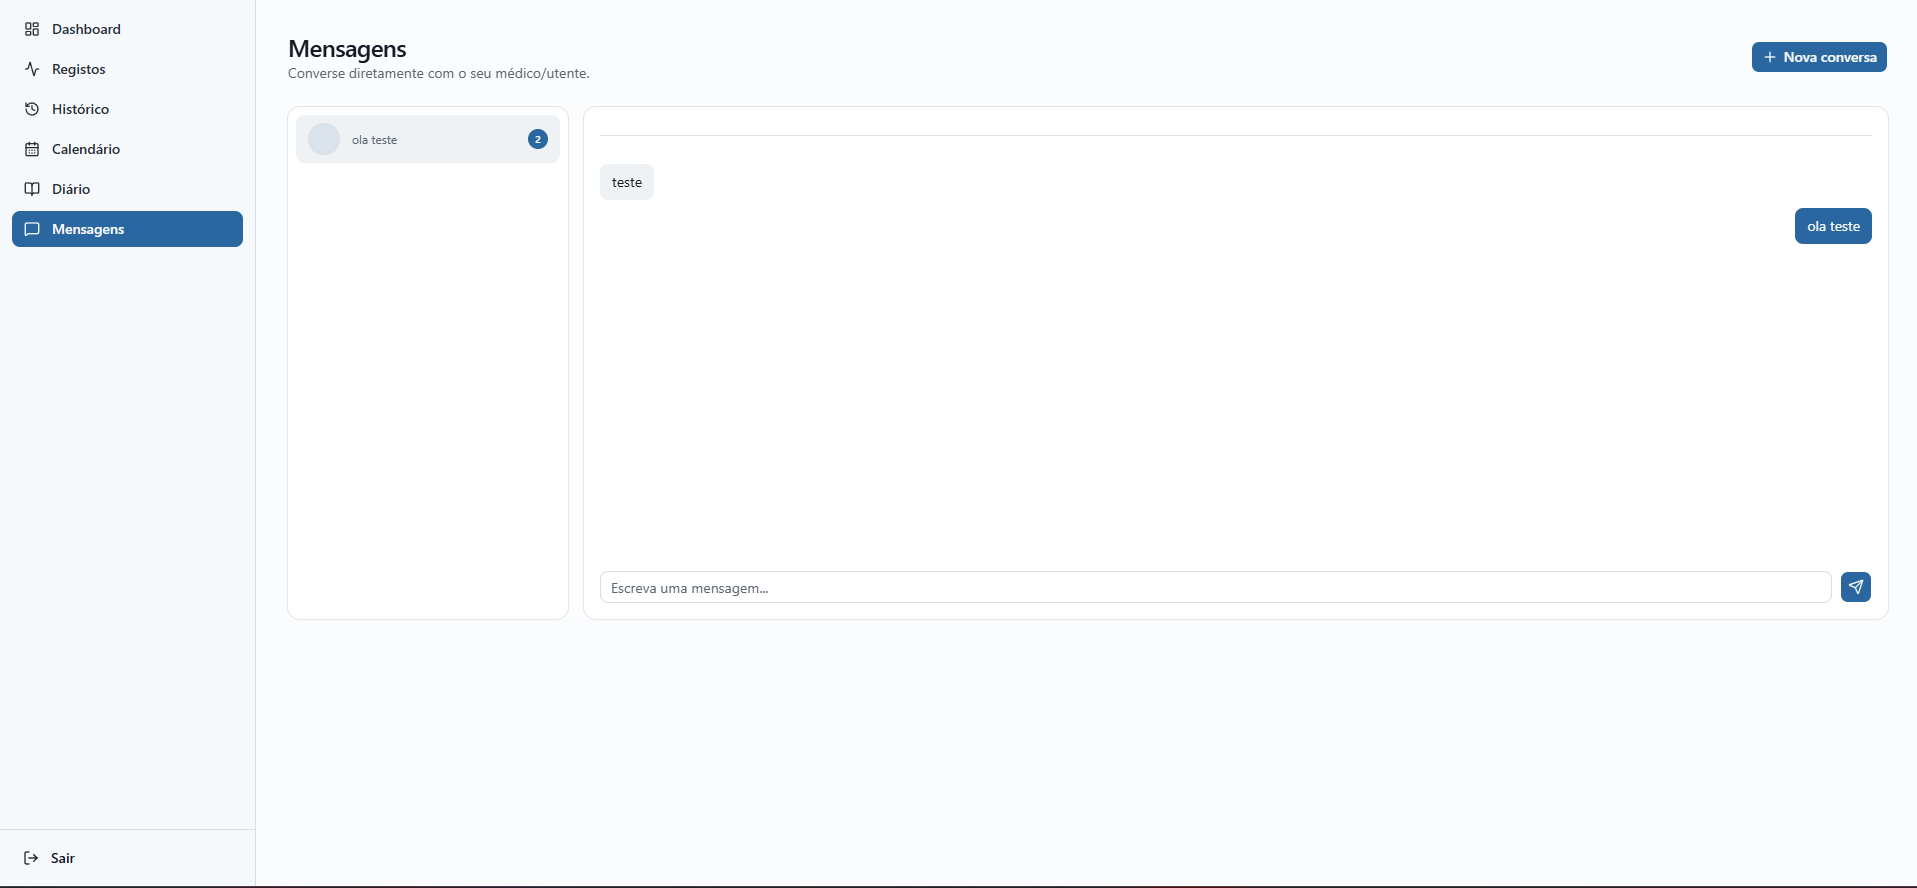 Dashboard
Registos
Histórico
Calendário
Diário
Mensagens
Sair
Mensagens
Converse diretamente com o seu médico/utente.
Nova conversa
ola teste
2
teste
ola teste
Escreva uma mensagem...